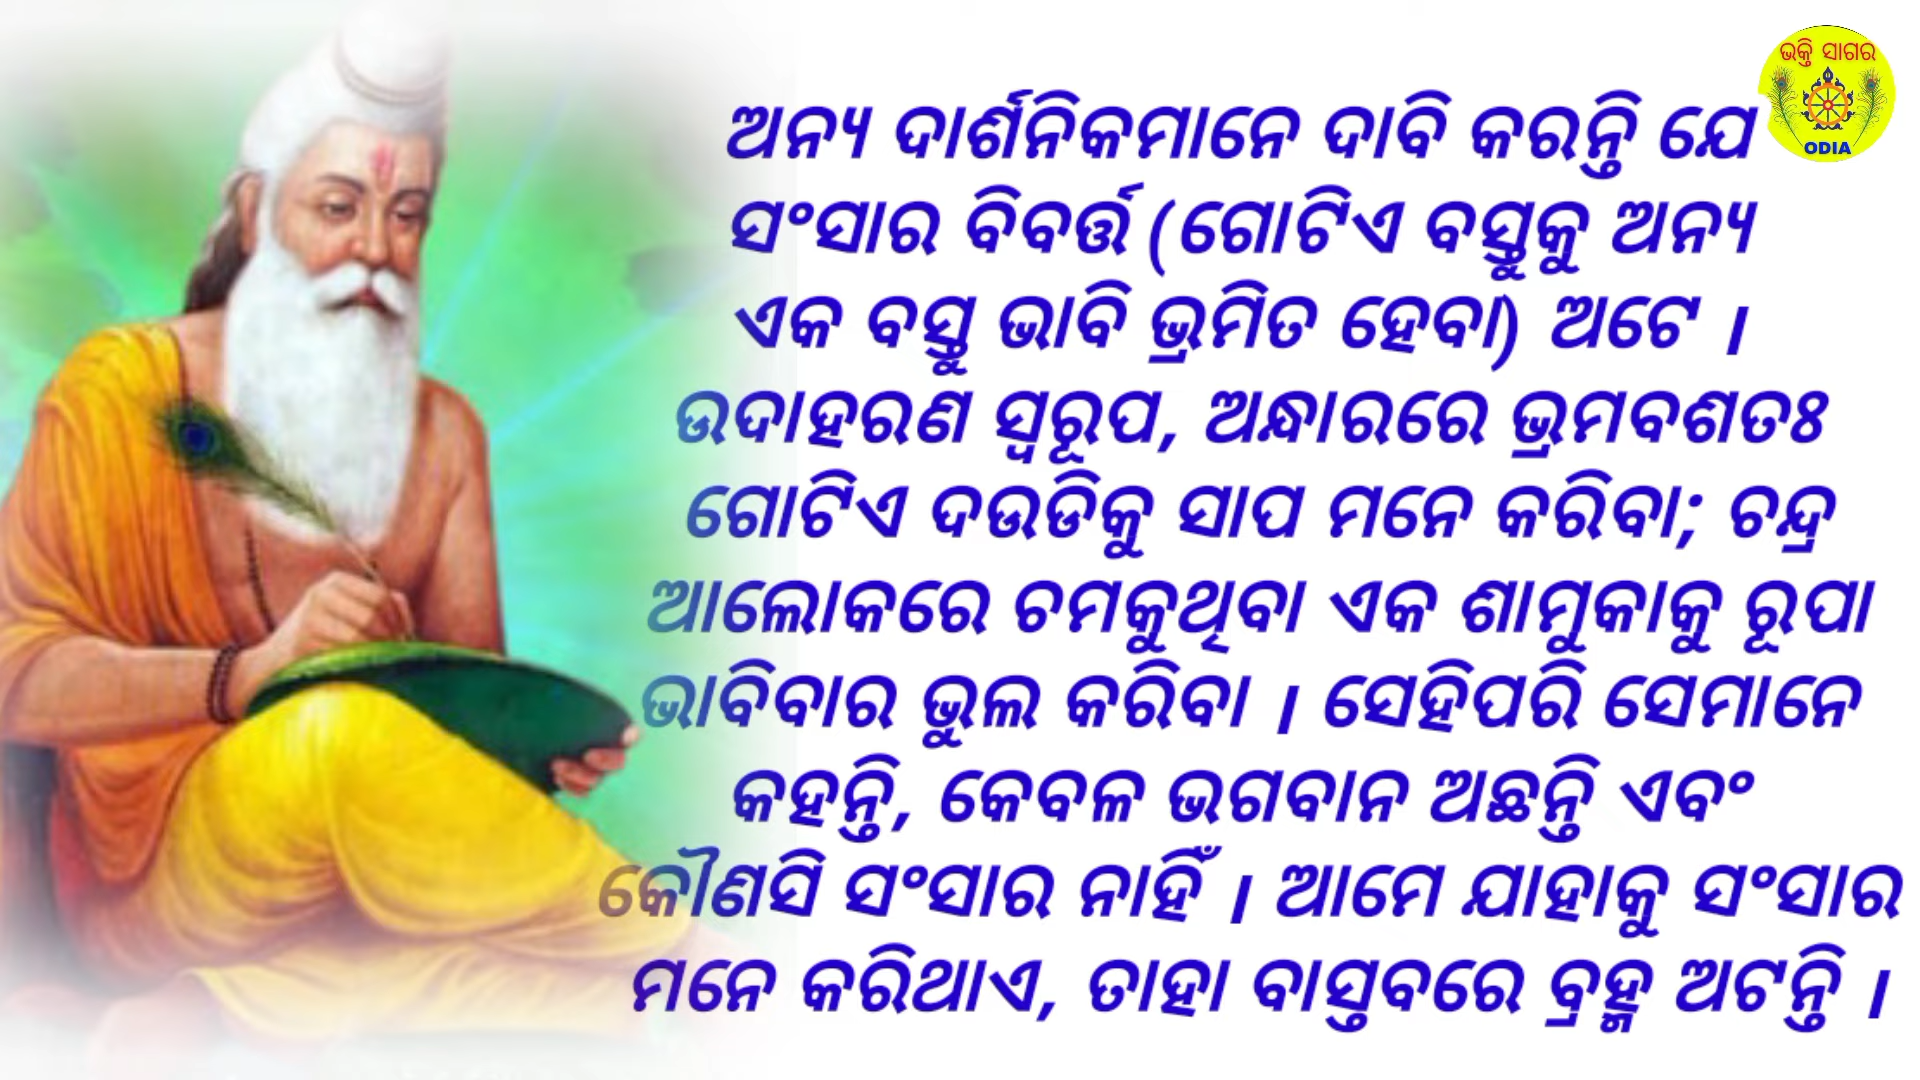 ଭକ୍ତି ସାଗର
ODIA
ଅନ୍ୟ ଦାର୍ଶନିକମାନେ ଦାବି କରନ୍ତି ଯେ
ସଂସାର ବିବର୍ତ୍ତ (ଗୋଟିଏ ବସ୍ତୁକୁ ଅନ୍ୟ
ଏକ ବସ୍ତୁ ଭାବି ଭ୍ରମିତ ହେବା) ଅଟେ ।
ଉଦାହରଣ ସ୍ୱରୂପ, ଅନ୍ଧାରରେ ଭ୍ରମବଶତଃ
ଗୋଟିଏ ଦଉଡିକୁ ସାପ ମନେ କରିବା; ଚନ୍ଦ୍ର
ଆଲୋକରେ ଚମକୁଥିବା ଏକ ଶାମୁକାକୁ ରୂପା
ଭାବିବାର ଭୁଲ କରିବା । ସେହିପରି ସେମାନେ
କହନ୍ତି, କେବଳ ଭଗବାନ ଅଛନ୍ତି ଏବଂ
କୌଣସି ସଂସାର ନାହିଁ । ଆମେ ଯାହାକୁ ସଂସାର
ମନେ କରିଥାଏ, ତାହା ବାସ୍ତବରେ ବ୍ରହ୍ମ ଅଟନ୍ତି ।